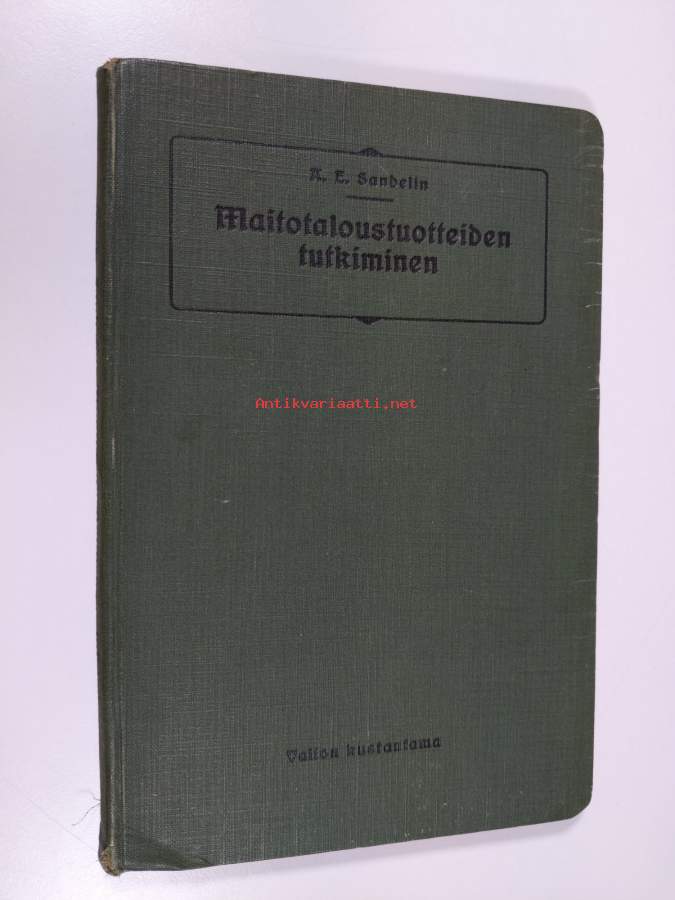 A. E. Sandelin
Maitotaloustuotteiden
tutkiminen
Antikvariaatti.net
Valion kustantama